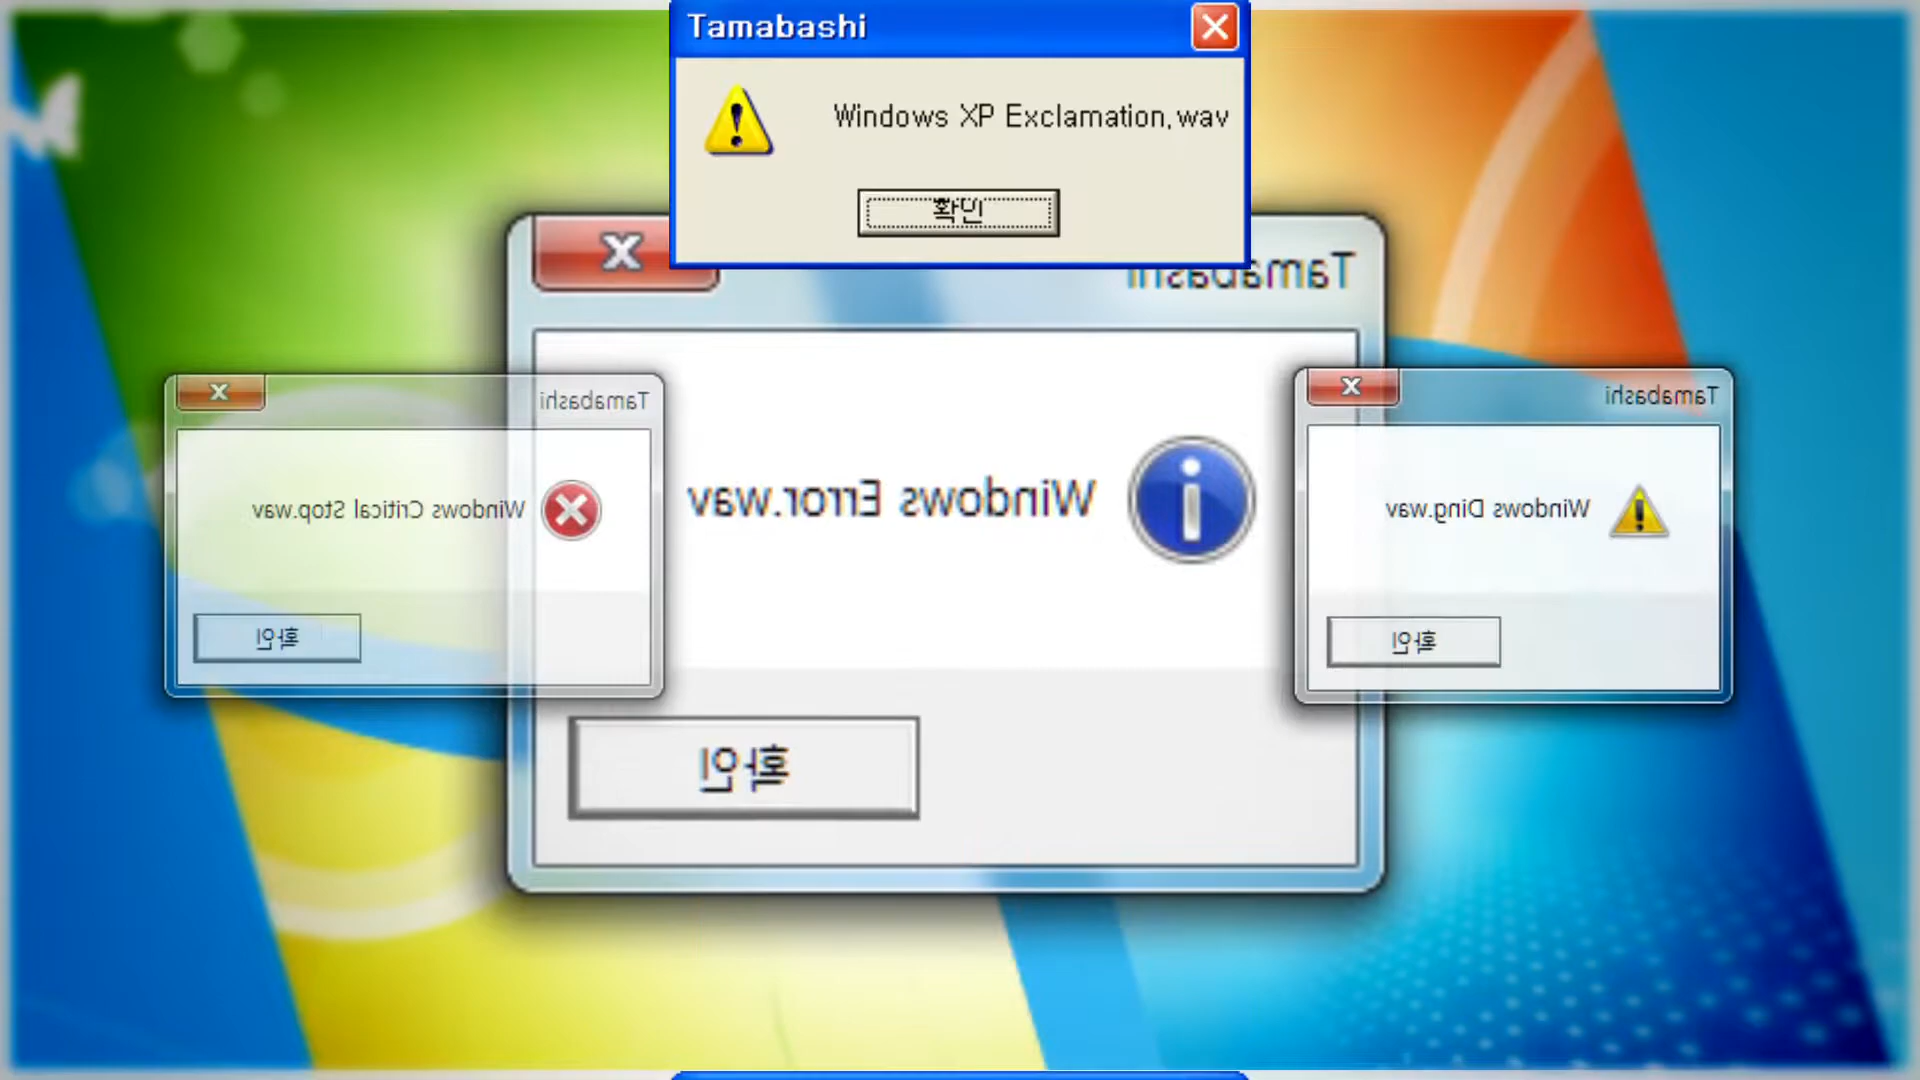 Tamabashi
Windows XP Exclamation.wav
확인
Tamabashi
Windows Error.wav
확인
Tamabashi
Windows Critical Stop.wav
확인
Tamabashi
Windows Ding.wav
확인